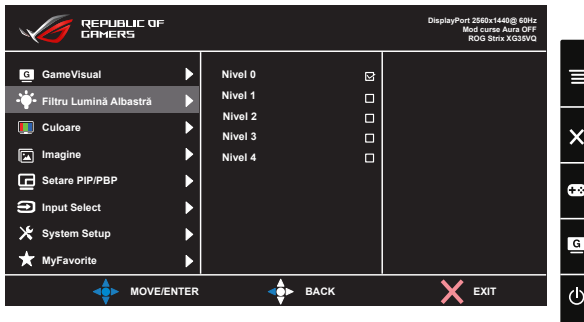 REPUBLIC OF
GAMERS
DisplayPort 2560x1440@ 60Hz
Mod curse Aura OFF
ROG Strix XG35VQ
G GameVisual
Filtru Lumină Albastră
Culoare
Imagine
Setare PIP/PBP
Input Select
System Setup
MyFavorite
Nivel 0
Nivel 1
Nivel 2
Nivel 3
Nivel 4
MOVE/ENTER
BACK
EXIT
G